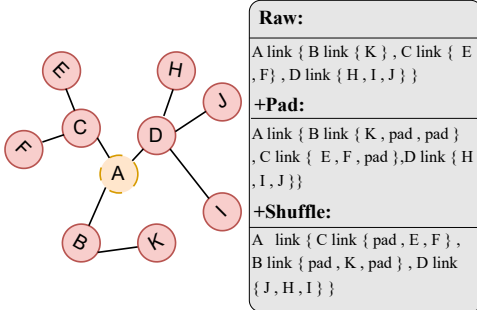 E
H
J
C
D
F
A
I
B
K
Raw:
A link { B link { K } , C link { E
, F} , D link { H , I , J } }
+Pad:
A link { B link { K , pad , pad }
, C link { E , F , pad },D link { H
, I , J }}
+Shuffle:
A link { C link { pad , E , F } ,
B link { pad , K , pad } , D link
{ J , H , I } }